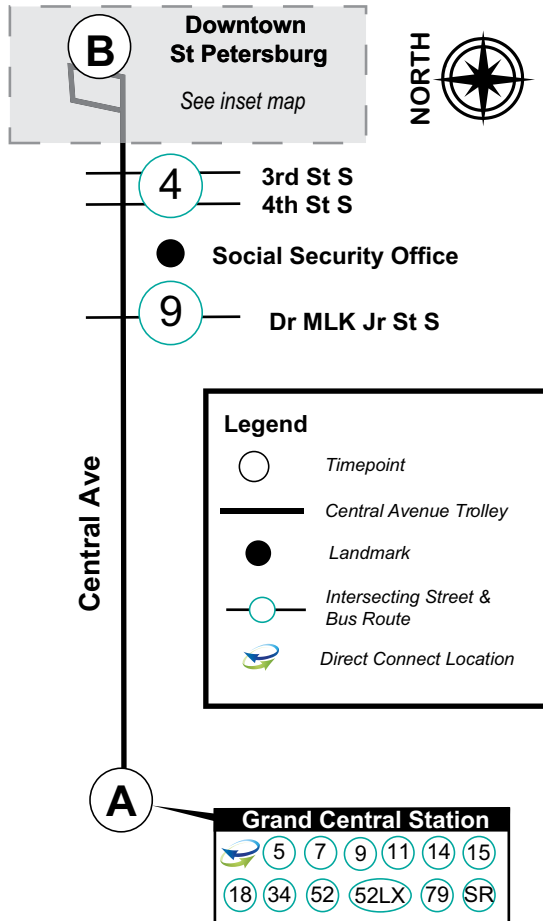 B
Downtown
St Petersburg
See inset map
NORTH
4
3rd St S
4th St S
Social Security Office
9
Dr MLK Jr St S
Central Ave
Legend
Timepoint
Central Avenue Trolley
Landmark
Intersecting Street &
Bus Route
Direct Connect Location
A
Grand Central Station
5 7 9 11 14 15
18 34 52 52LX 79 SR